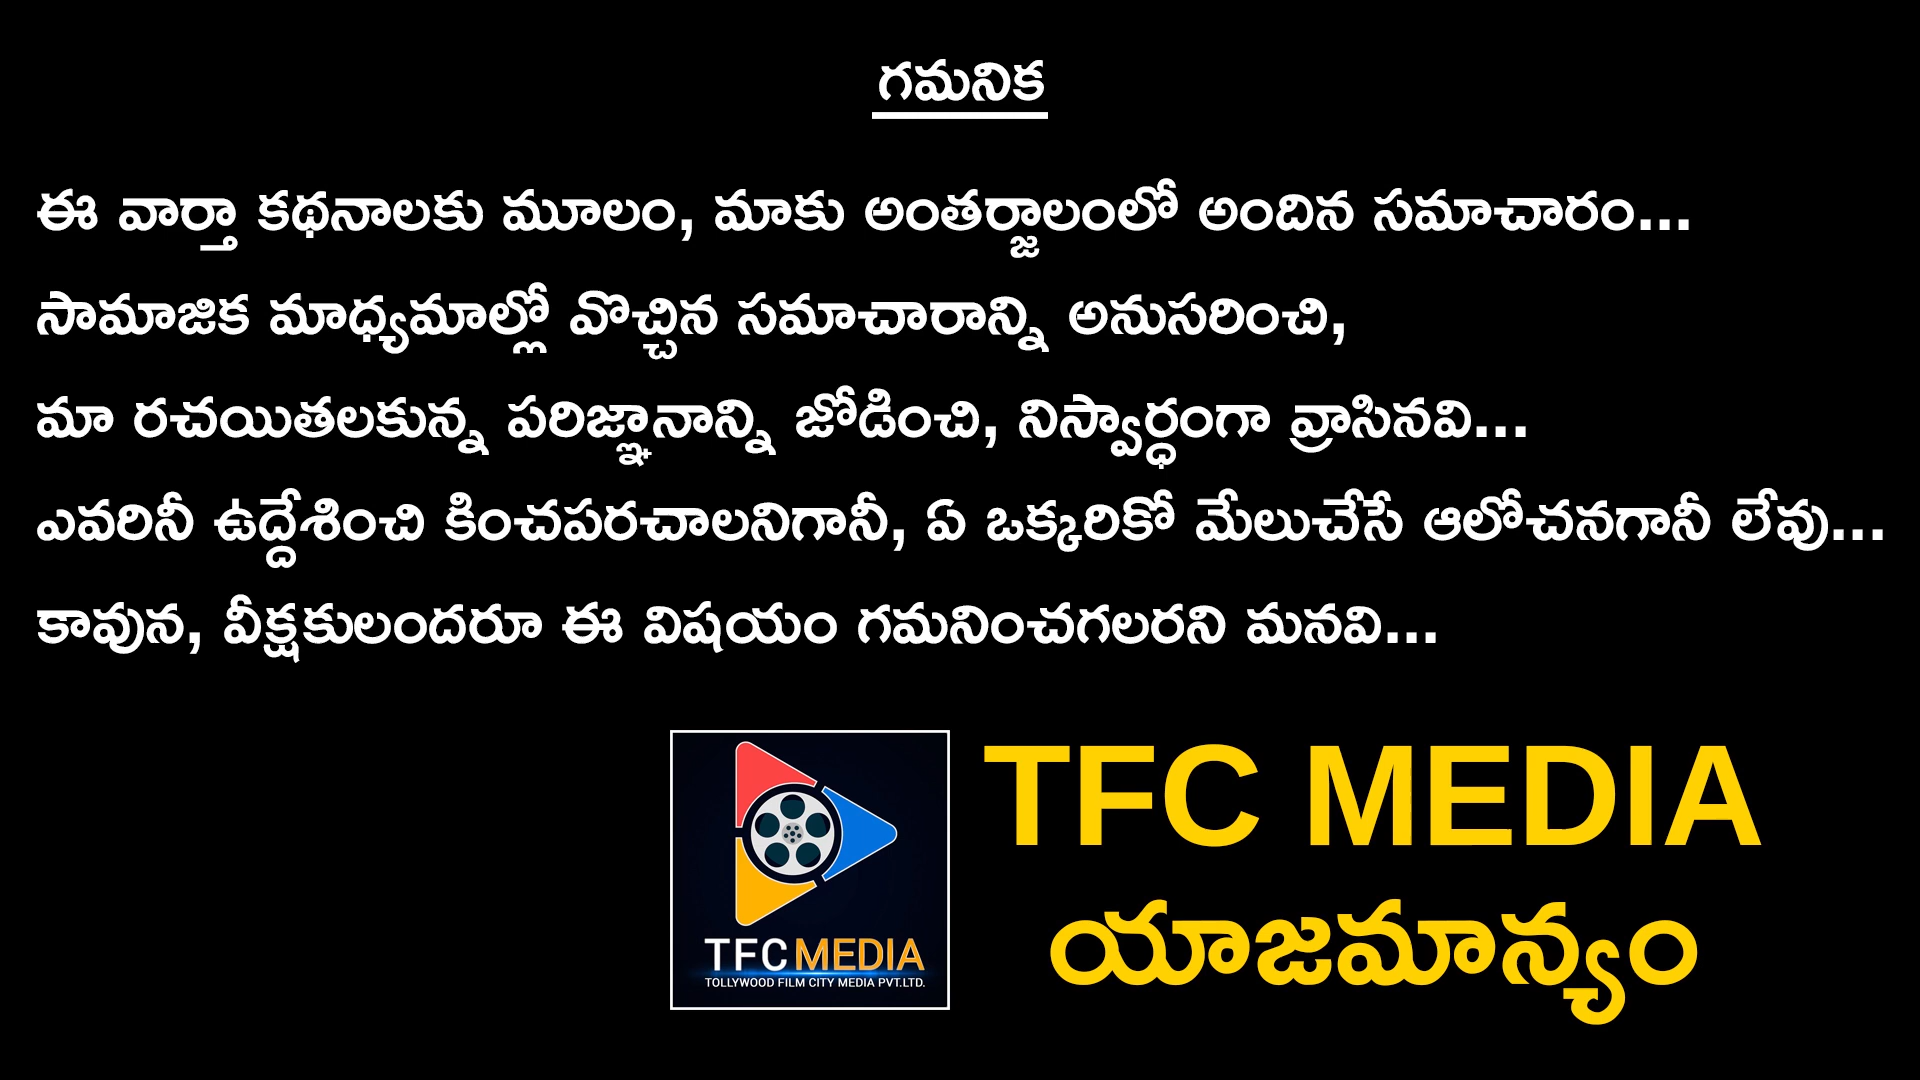 గమనిక
ఈ వార్తా కథనాలకు మూలం, మాకు అంతర్జాలంలో అందిన సమాచారం...
సామాజిక మాధ్యమాల్లో వొచ్చిన సమాచారాన్ని అనుసరించి,
మా రచయితలకున్న పరిజ్ఞానాన్ని జోడించి, నిస్వార్ధంగా వ్రాసినవి...
ఎవరినీ ఉద్దేశించి కించపరచాలనిగానీ, ఏ ఒక్కరికో మేలుచేసే ఆలోచనగానీ లేవు...
కావున, వీక్షకులందరూ ఈ విషయం గమనించగలరని మనవి...
TFC MEDIA
యాజమాన్యం
TFC MEDIA
TOLLYWOOD FILM CITY MEDIA PVT.LTD.